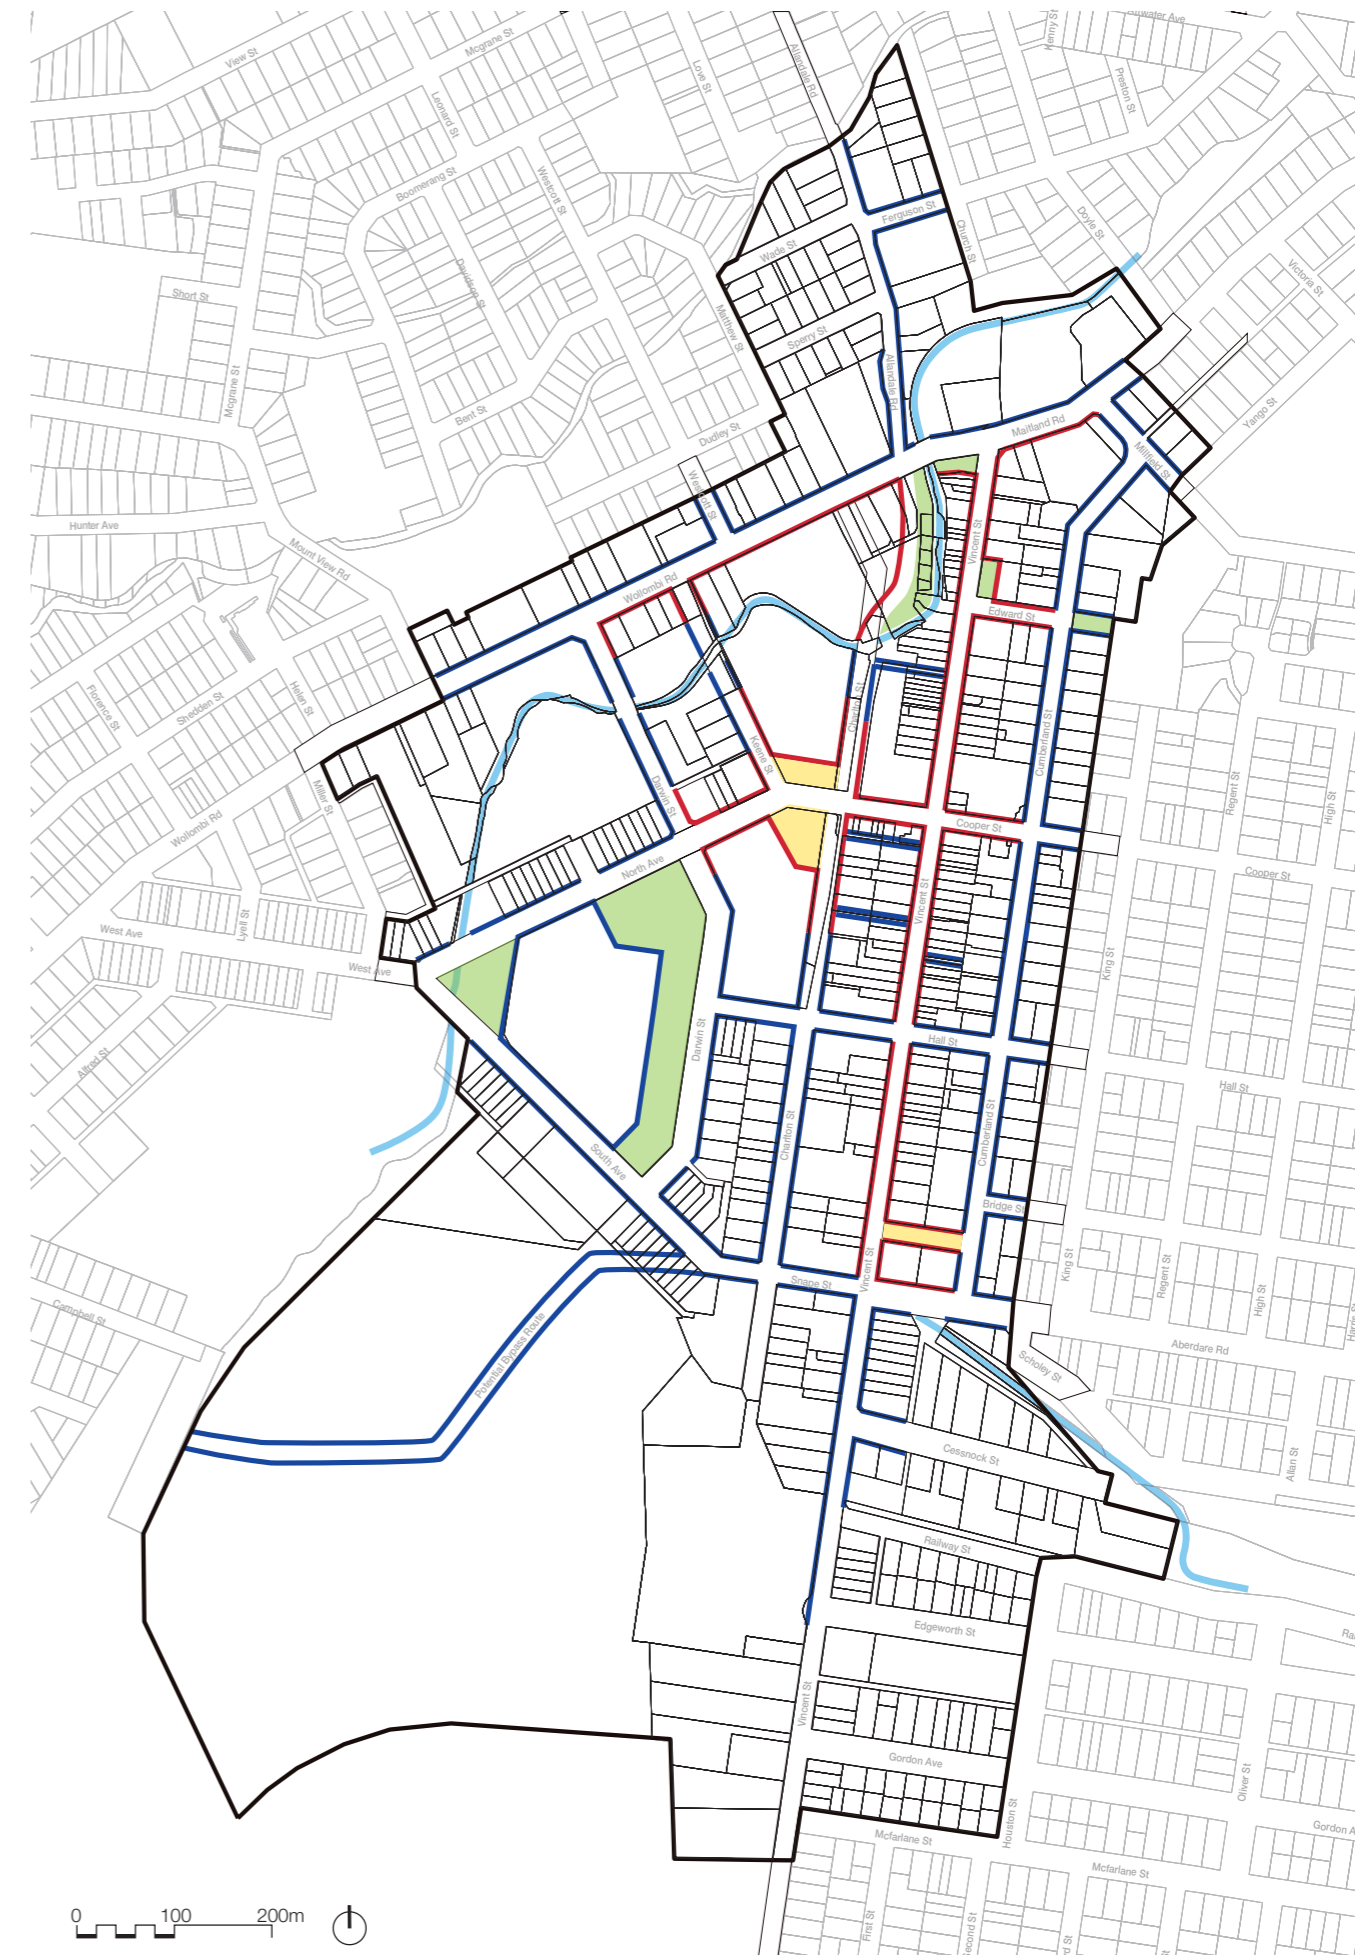 View St
Mcgrane St
Love St
Allandale Rd
Kenny St
Preston St
Leonard St
Boomerang St
Westcott St
Davidson St
Short St
Mcgrane St
Bent St
Matthew St
Dudley St
Westcott St
Wade St
Sperry St
Ferguson St
Church St
Doyle St
Victoria St
Allandale Rd
Maitland Rd
Millfield St
Yango St
Hunter Ave
Mount View Rd
Wollombi Rd
Vincent St
Edward St
Florence St
Shedden St
Helen St
Miller St
Wollombi Rd
Keene St
Darwin St
Charlton St
Cumberland St
Regent St
High St
Cooper St
Cooper St
North Ave
Vincent St
Lyell St
West Ave
West Ave
King St
Alfred St
Darwin St
Hall St
Hall St
Charlton St
Cumberland St
South Ave
Bridge St
Vincent St
Snape St
King St
Regent St
High St
Campbell St
Potential Bypass Route
Scholey St
Aberdare Rd
Cessnock St
Allan St
Railway St
Edgeworth St
Vincent St
Gordon Ave
Oliver St
Houston St
Gordon A
Mcfarlane St
Mcfarlane St
First St
0 100 200m